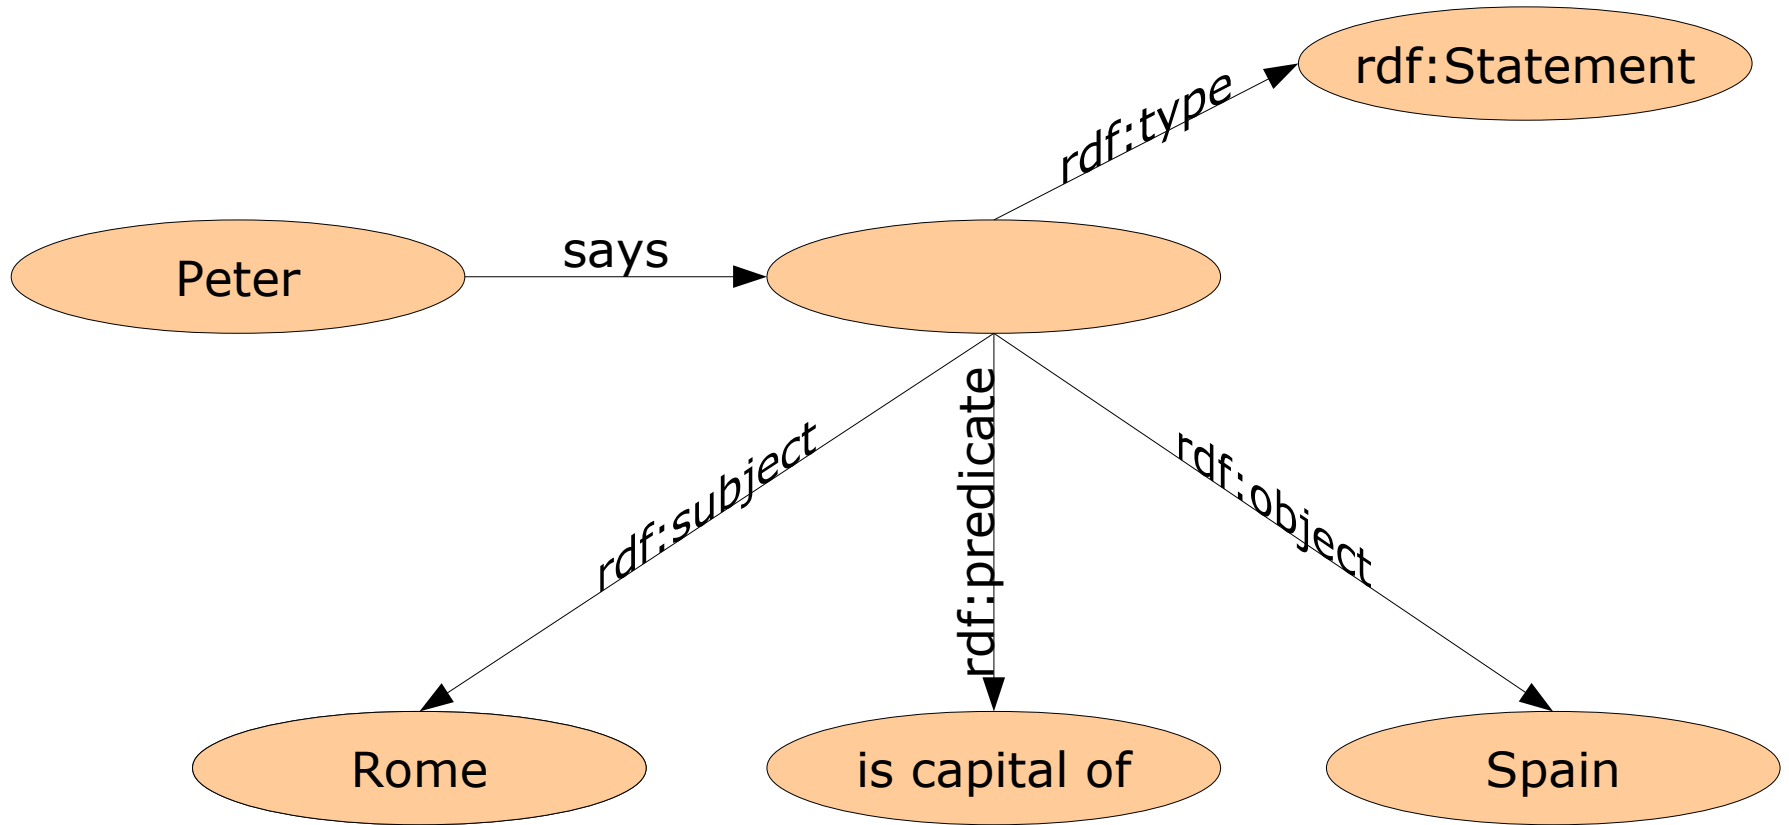 rdf:Statement
rdf:type
says
Peter
rdf:subject
rdf:predicate
rdf:object
Rome
is capital of
Spain